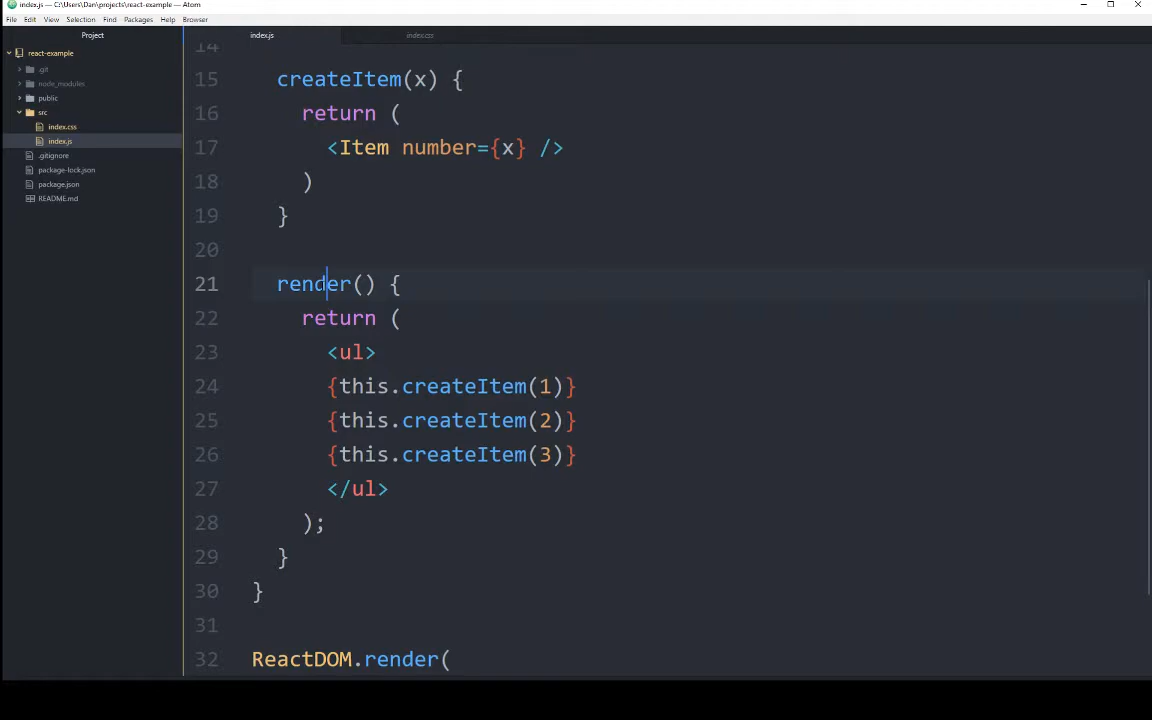 index.js — C:\Users\Dan\projects\react-example — Atom
File Edit View Selection Find Packages Help Browser
Project
index.js
index.css
react-example
.git
node_modules
public
src
index.css
index.js
.gitignore
package-lock.json
package.json
README.md
14
15 createItem(x) {
16 return (
17 <Item number={x} />
18 )
19 }
20
21 render() {
22 return (
23 <ul>
24 {this.createItem(1)}
25 {this.createItem(2)}
26 {this.createItem(3)}
27 </ul>
28 );
29 }
30 }
31
32 ReactDOM.render(